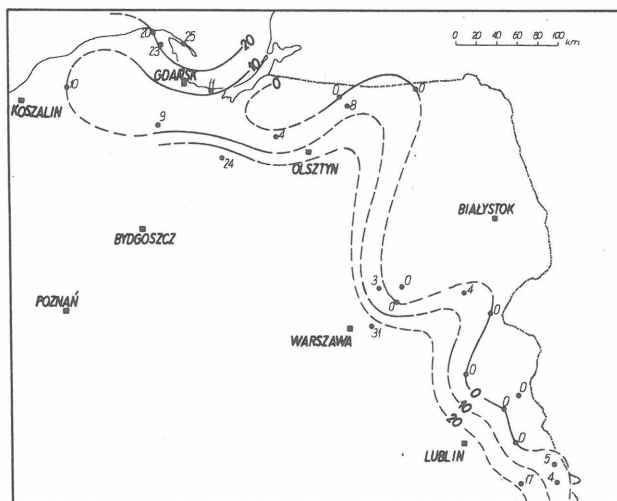 20 25 20
23
0 20 40 60 80 100
km
10
GDAŃSK
10 11 0 0 0
KOSZALIN
8
9
4
24
OLSZTYN
BIAŁYSTOK
BYDGOSZCZ
3 0 4
0
POZNAŃ
0
WARSZAWA 31
0
0 0
10 0
20
0
LUBLIN
5
17 4